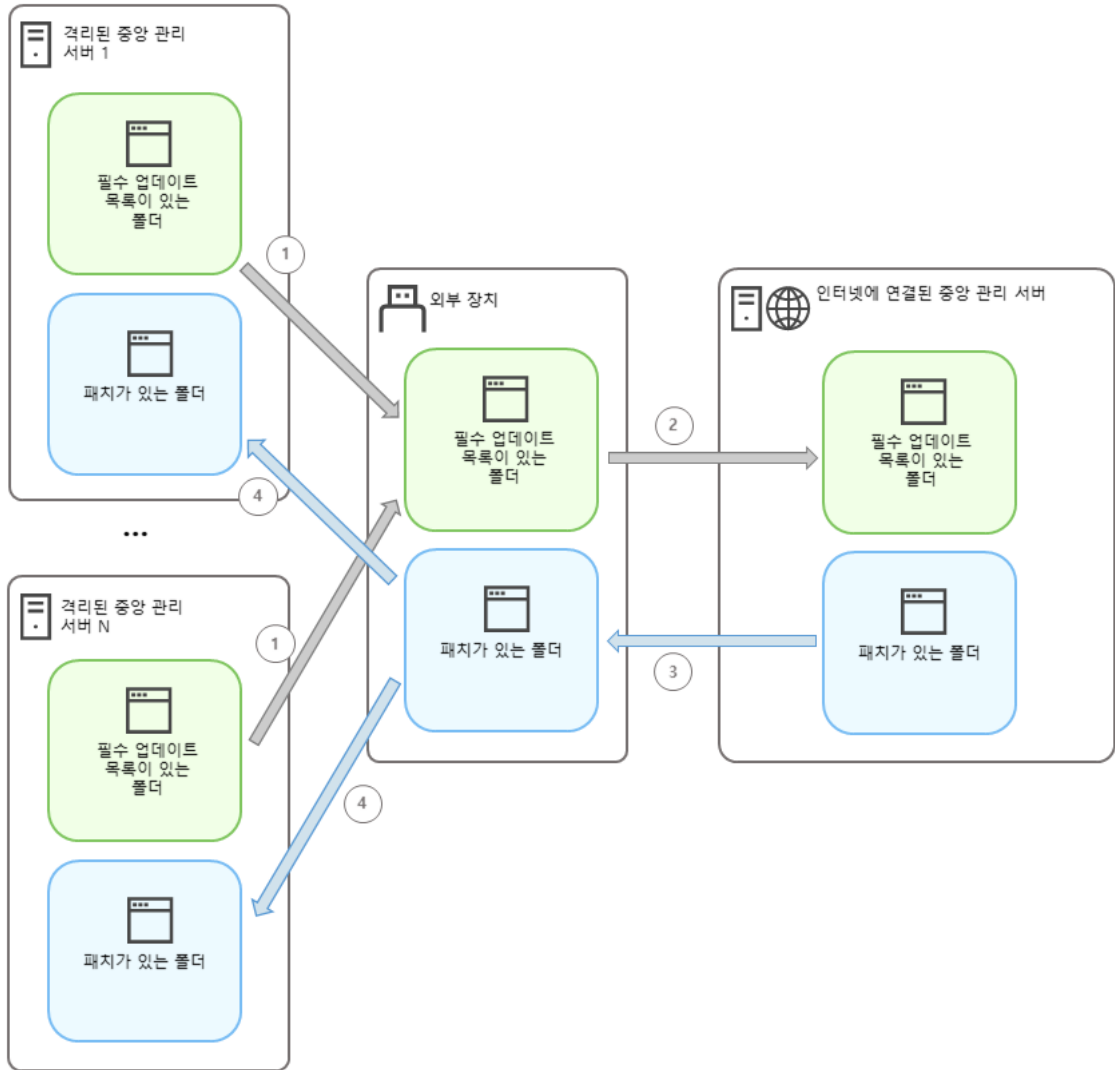 격리된 중앙 관리
서버 1
필수 업데이트
목록이 있는
폴더
1
패치가 있는 폴더
4
...
격리된 중앙 관리
서버 N
1
필수 업데이트
목록이 있는
폴더
4
패치가 있는 폴더
외부 장치
필수 업데이트
목록이 있는
폴더
2
패치가 있는 폴더
3
인터넷에 연결된 중앙 관리 서버
필수 업데이트
목록이 있는
폴더
패치가 있는 폴더